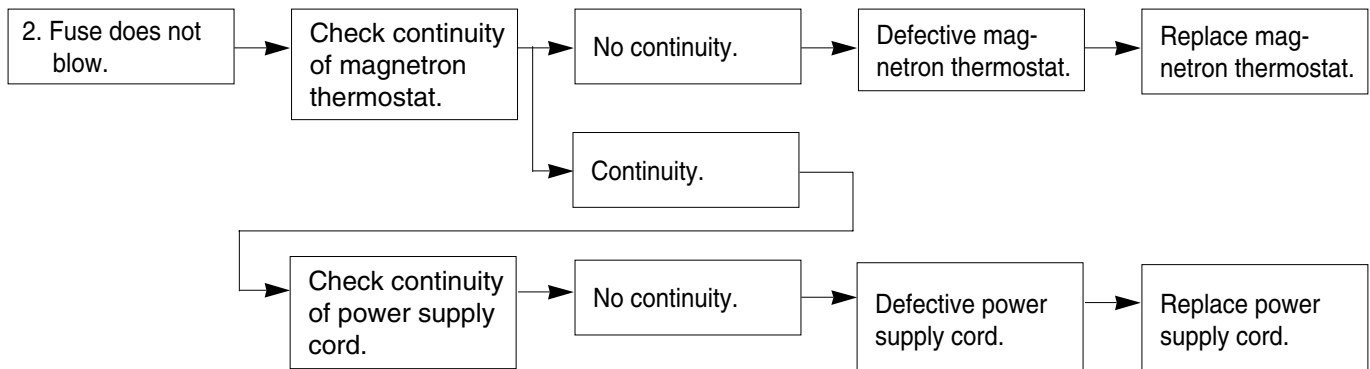 2. Fuse does not
blow.
Check continuity
of magnetron
thermostat.
No continuity.
Defective mag-
netron thermostat.
Replace mag-
netron thermostat.
Continuity.
Check continuity
of power supply
cord.
No continuity.
Defective power
supply cord.
Replace power
supply cord.